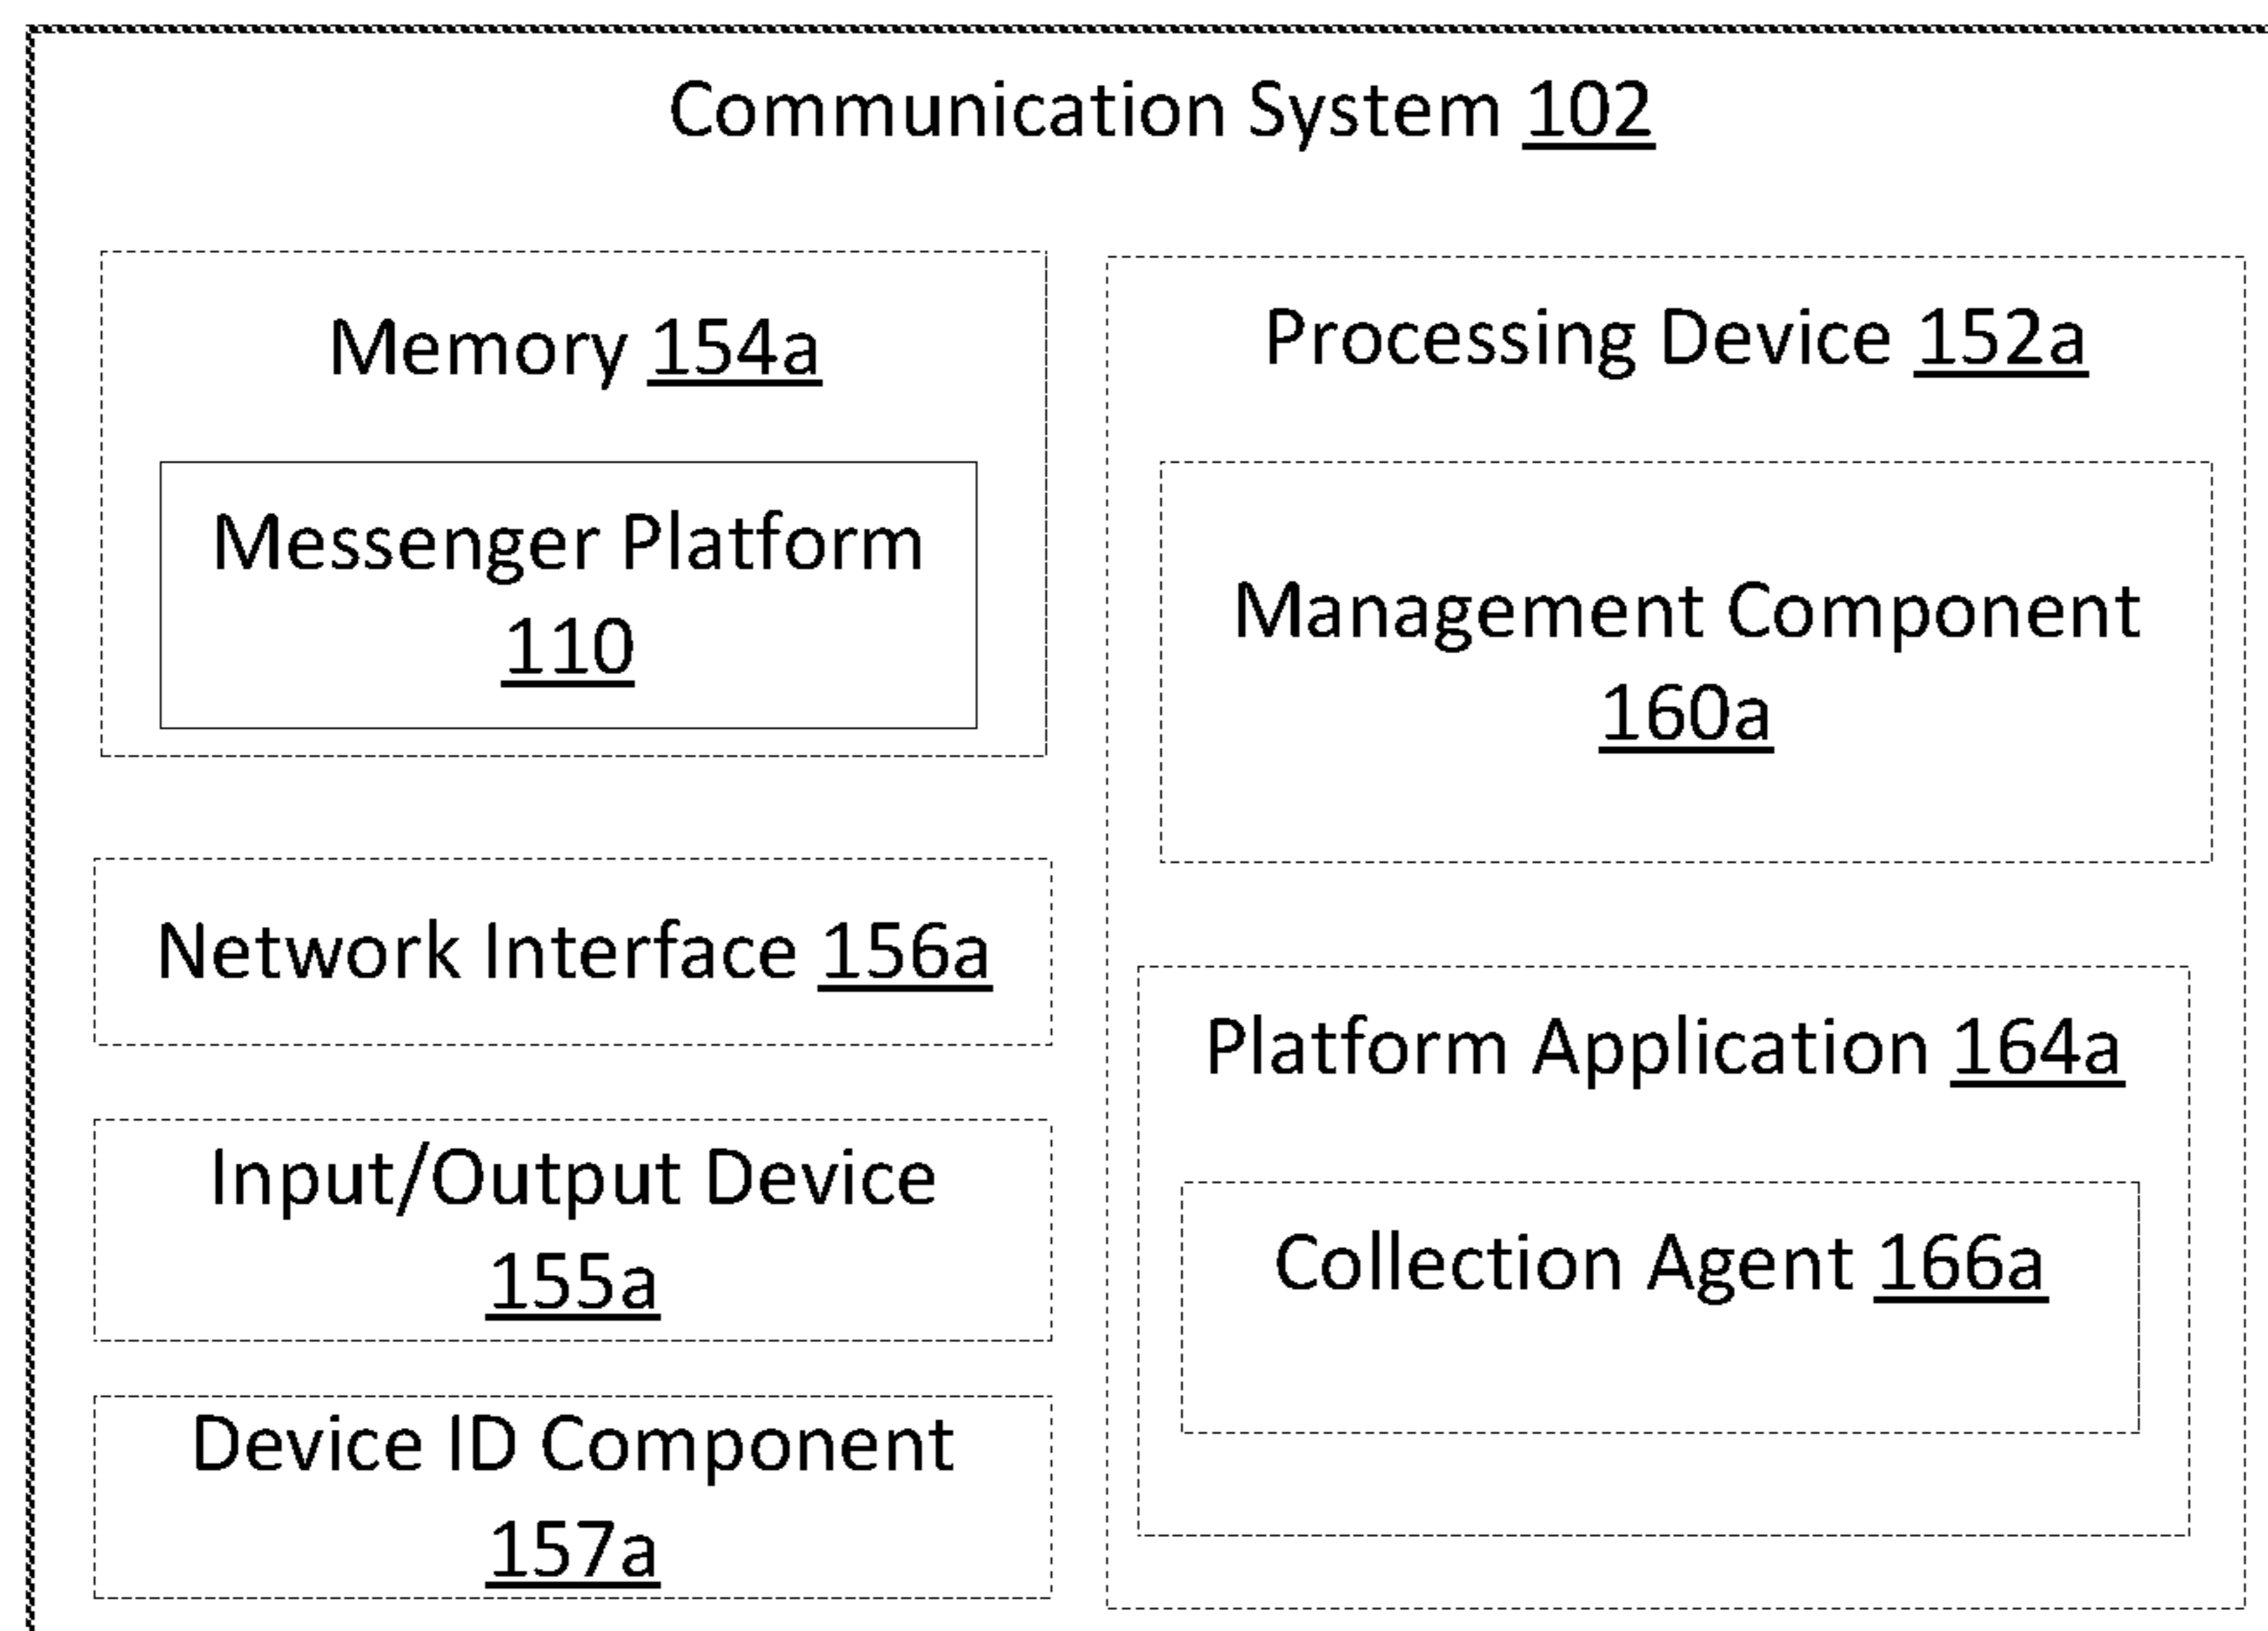 Communication System 102
Memory 154a
Messenger Platform
110
Network Interface 156a
Input/Output Device
155a
Device ID Component
157a
Processing Device 152a
Management Component
160a
Platform Application 164a
Collection Agent 166a